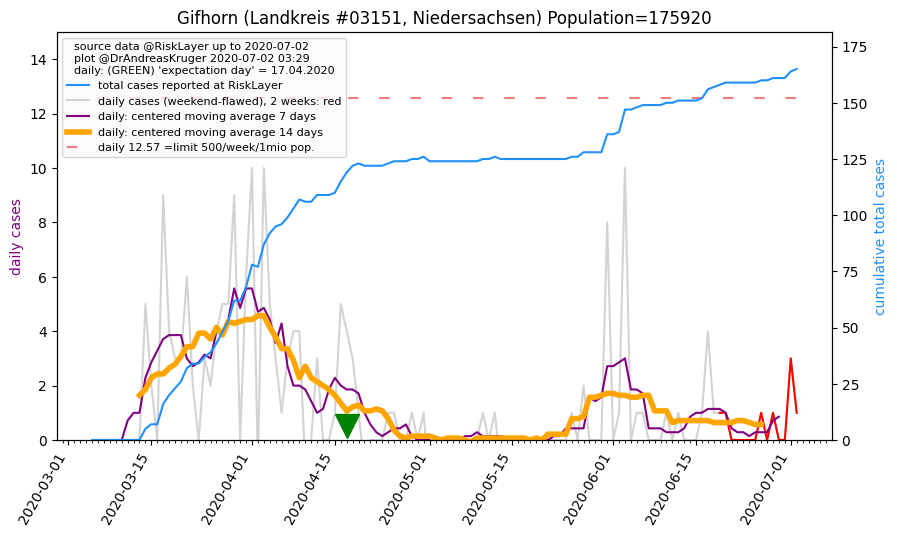 Gifhorn (Landkreis #03151, Niedersachsen) Population=175920
source data @RiskLayer up to 2020-07-02
plot @DrAndreasKruger 2020-07-02 03:29
daily: (GREEN) 'expectation day' = 17.04.2020
total cases reported at RiskLayer
daily cases (weekend-flawed), 2 weeks: red
daily: centered moving average 7 days
daily: centered moving average 14 days
daily 12.57 =limit 500/week/1mio pop.
daily cases
14
12
10
8
6
4
2
0
cumulative total cases
175
150
125
100
75
50
25
0
2020-03-01
2020-03-15
2020-04-01
2020-04-15
2020-05-01
2020-05-15
2020-06-01
2020-06-15
2020-07-01